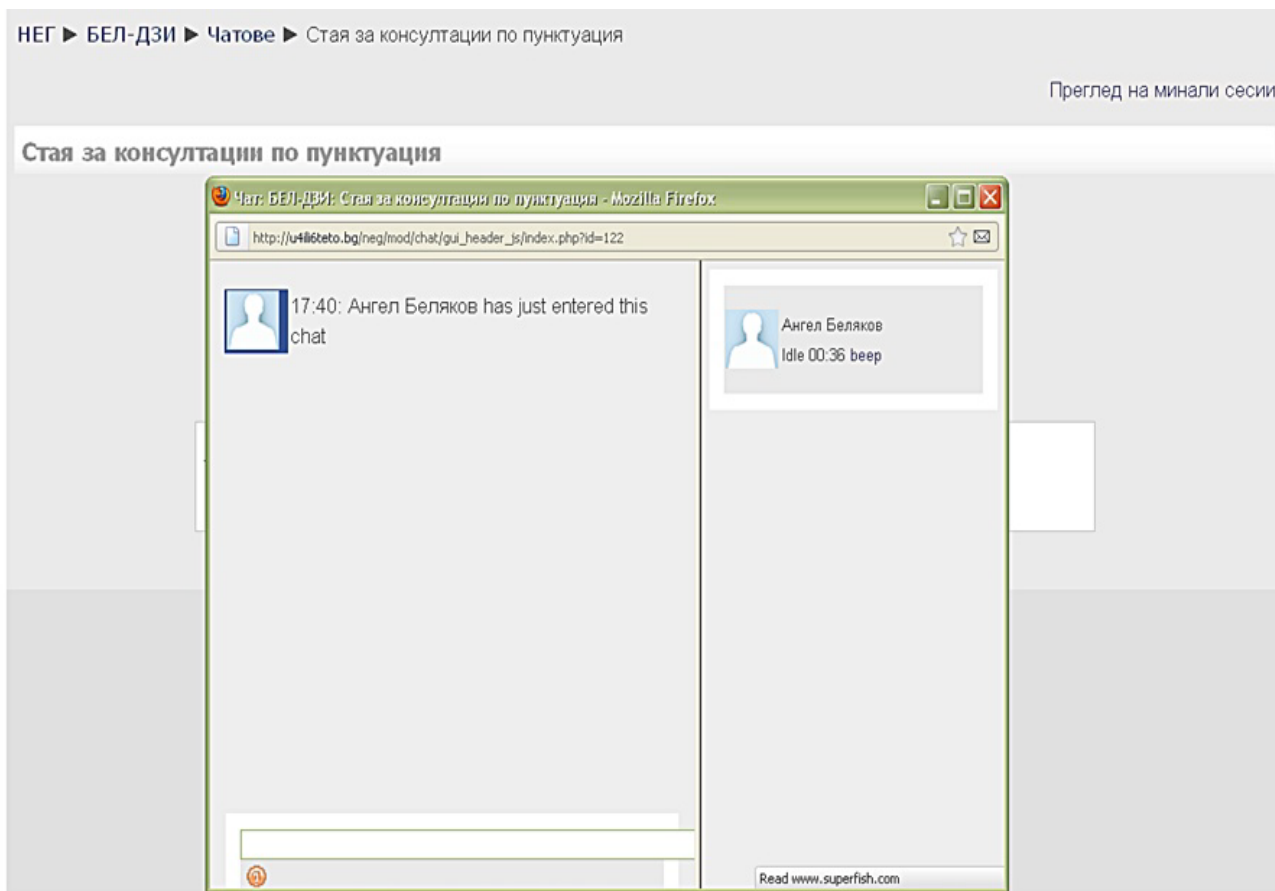 НЕГ ▶ БЕЛ-ДЗИ ▶ Чатове ▶ Стая за консултации по пунктуация
Преглед на минали сесии
Стая за консултации по пунктуация
Чат: БЕЛ-ДЗИ: Стая за консултации по пунктуация - Mozilla Firefox
http://u4ili6teto.bg/neg/mod/chat/gui_header_js/index.php?id=122
17:40: Ангел Беляков has just entered this
chat
Ангел Беляков
Idle 00:36 beep
Read www.superfish.com